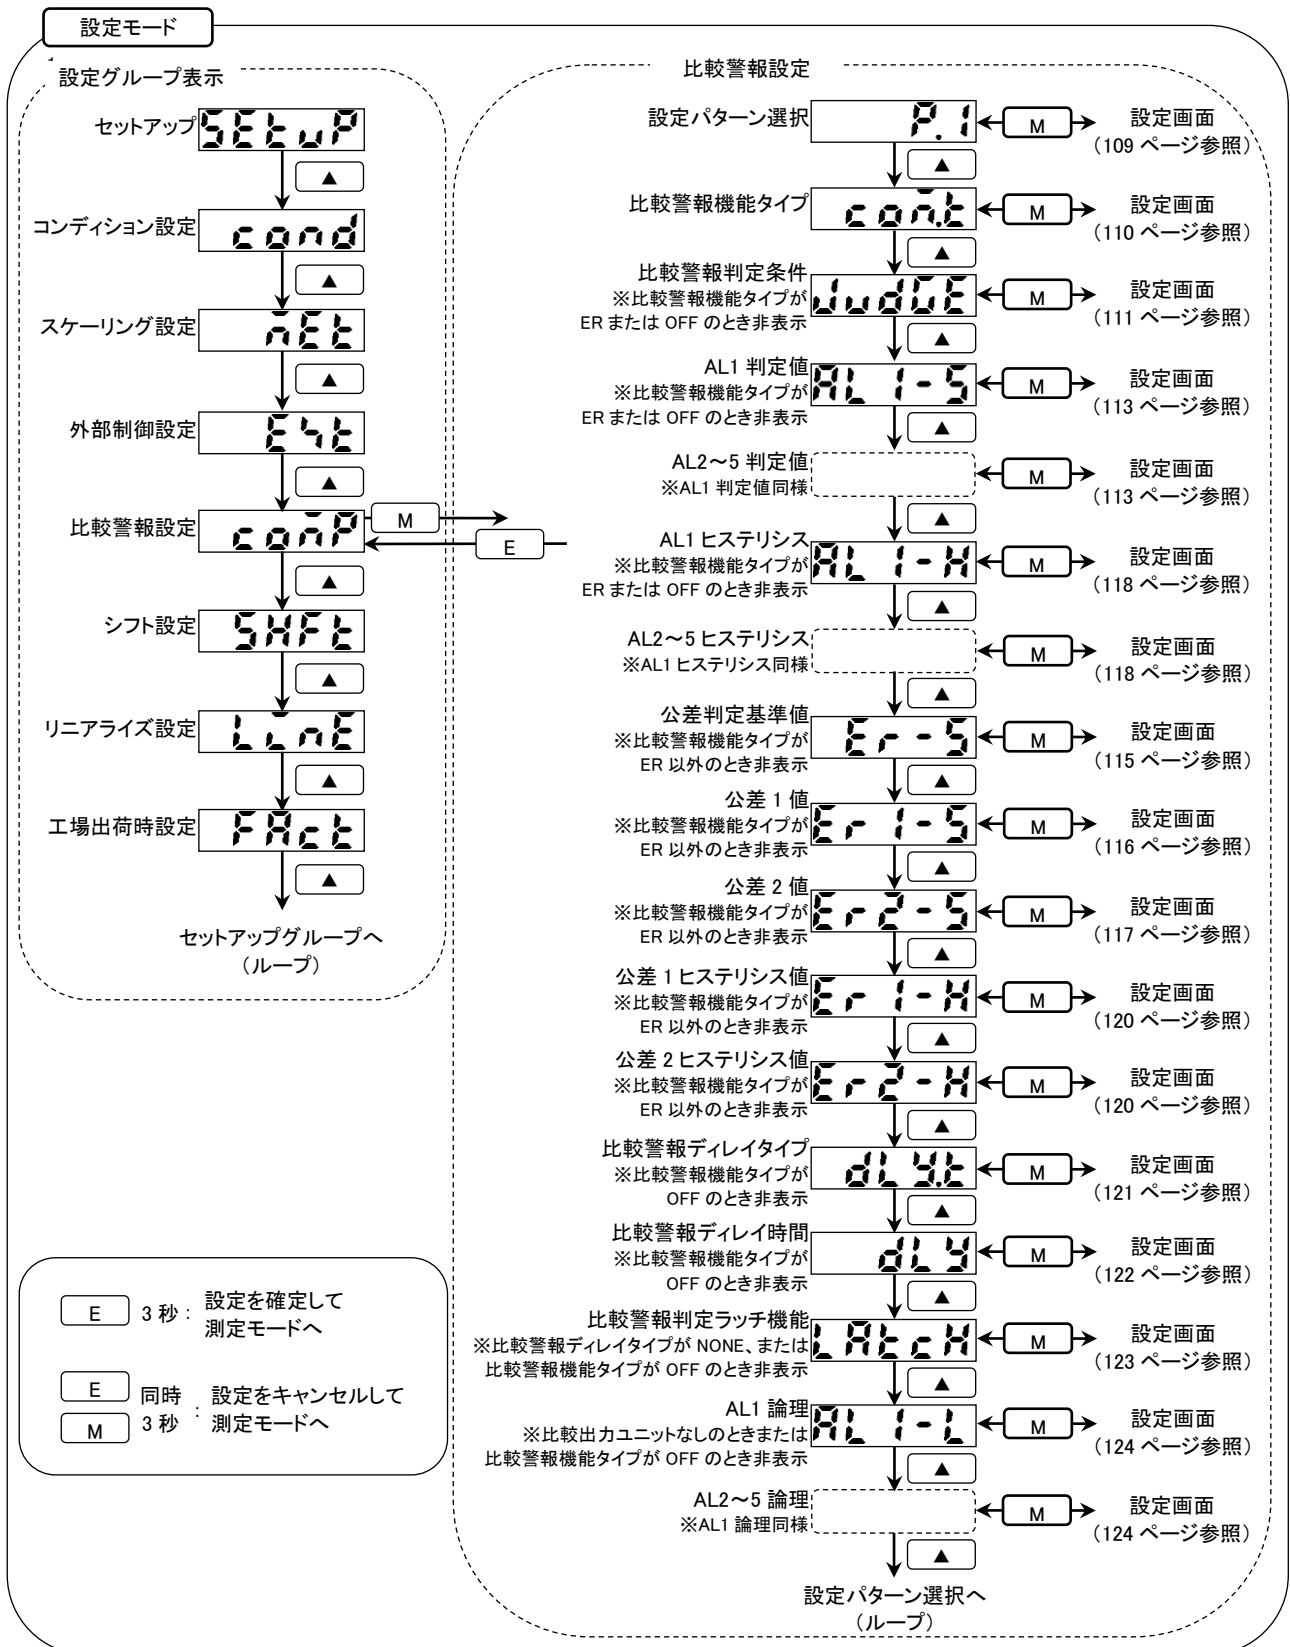 設定モード
設定グループ表示
セットアップ SEtuP
▲
コンディション設定 cond
▲
スケーリング設定 mEt
▲
外部制御設定
▲
比較警報設定 comP
M
E
▲
シフト設定 SHFt
▲
リニアライズ設定 LinE
▲
工場出荷時設定 FAct
▲
セットアップグループへ
(ループ)
E 3 秒 : 設定を確定して
測定モードへ
E 同時 設定をキャンセルして
M 3 秒 : 測定モードへ
比較警報設定
設定パターン選択 P.1 M 設定画面
(109 ページ参照)
▲
比較警報機能タイプ com.t M 設定画面
(110 ページ参照)
▲
比較警報判定条件 JudGE M 設定画面
※比較警報機能タイプが
ER または OFF のとき非表示 (111 ページ参照)
▲
AL1 判定値 AL1-S M 設定画面
※比較警報機能タイプが
ER または OFF のとき非表示 (113 ページ参照)
▲
AL2~5 判定値 M 設定画面
※AL1 判定値同様 (113 ページ参照)
▲
AL1 ヒステリシス AL1-H M 設定画面
※比較警報機能タイプが
ER または OFF のとき非表示 (118 ページ参照)
▲
AL2~5 ヒステリシス M 設定画面
※AL1 ヒステリシス同様 (118 ページ参照)
▲
公差判定基準値 Er-S M 設定画面
※比較警報機能タイプが
ER 以外のとき非表示 (115 ページ参照)
▲
公差 1 値 Er1-S M 設定画面
※比較警報機能タイプが
ER 以外のとき非表示 (116 ページ参照)
▲
公差 2 値 Er2-S M 設定画面
※比較警報機能タイプが
ER 以外のとき非表示 (117 ページ参照)
▲
公差 1 ヒステリシス値 Er1-H M 設定画面
※比較警報機能タイプが
ER 以外のとき非表示 (120 ページ参照)
▲
公差 2 ヒステリシス値 Er2-H M 設定画面
※比較警報機能タイプが
ER 以外のとき非表示 (120 ページ参照)
▲
比較警報ディレイタイプ dLY.t M 設定画面
※比較警報機能タイプが
OFF のとき非表示 (121 ページ参照)
▲
比較警報ディレイ時間 dLY M 設定画面
※比較警報機能タイプが
OFF のとき非表示 (122 ページ参照)
▲
比較警報判定ラッチ機能 LAtcH M 設定画面
※比較警報ディレイタイプが NONE、または
比較警報機能タイプが OFF のとき非表示 (123 ページ参照)
▲
AL1 論理 AL1-L M 設定画面
※比較出力ユニットなしのときまたは
比較警報機能タイプが OFF のとき非表示 (124 ページ参照)
▲
AL2~5 論理 M 設定画面
※AL1 論理同様 (124 ページ参照)
▲
設定パターン選択へ
(ループ)